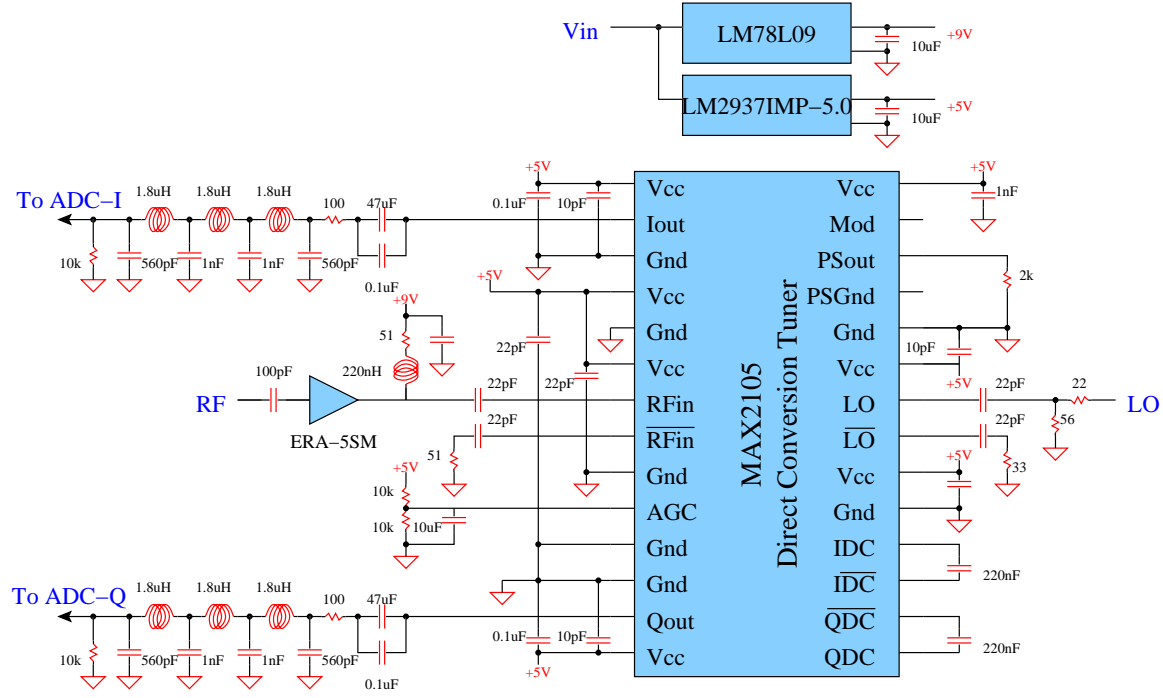 Vin
LM78L09
+9V
10uF
LM2937IMP−5.0
+5V
10uF
To ADC−I
1.8uH
1.8uH
1.8uH
100
47uF
10k
560pF
1nF
1nF
560pF
0.1uF
+5V
0.1uF
10pF
+5V
22pF
22pF
+9V
51
220nH
100pF
RF
ERA−5SM
22pF
22pF
51
+5V
10k
10k
10uF
To ADC−Q
1.8uH
1.8uH
1.8uH
100
47uF
10k
560pF
1nF
1nF
560pF
0.1uF
0.1uF
10pF
+5V
Vcc
Iout
Gnd
Vcc
Gnd
Vcc
RFin
RFin
Gnd
AGC
Gnd
Gnd
Qout
Vcc
MAX2105
Direct Conversion Tuner
Vcc
Mod
PSout
PSGnd
Gnd
Vcc
LO
LO
Vcc
Gnd
IDC
IDC
QDC
QDC
+5V
1nF
2k
10pF
+5V
22pF
22
LO
22pF
56
+5V
33
220nF
220nF